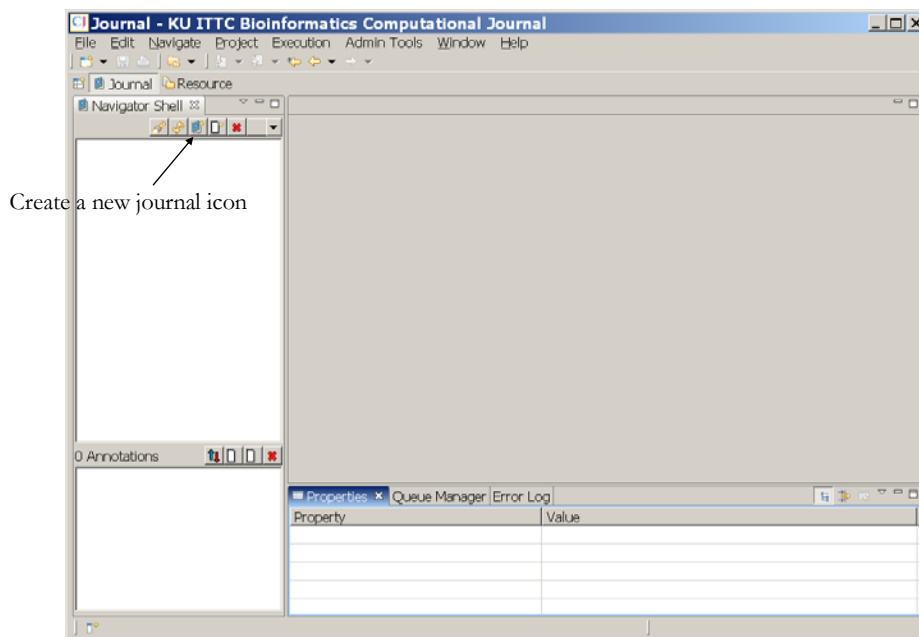 CI Journal - KU ITTC Bioinformatics Computational Journal
File Edit Navigate Project Execution Admin Tools Window Help
Journal Resource
Navigator Shell
Create a new journal icon
0 Annotations
Properties Queue Manager Error Log
Property Value